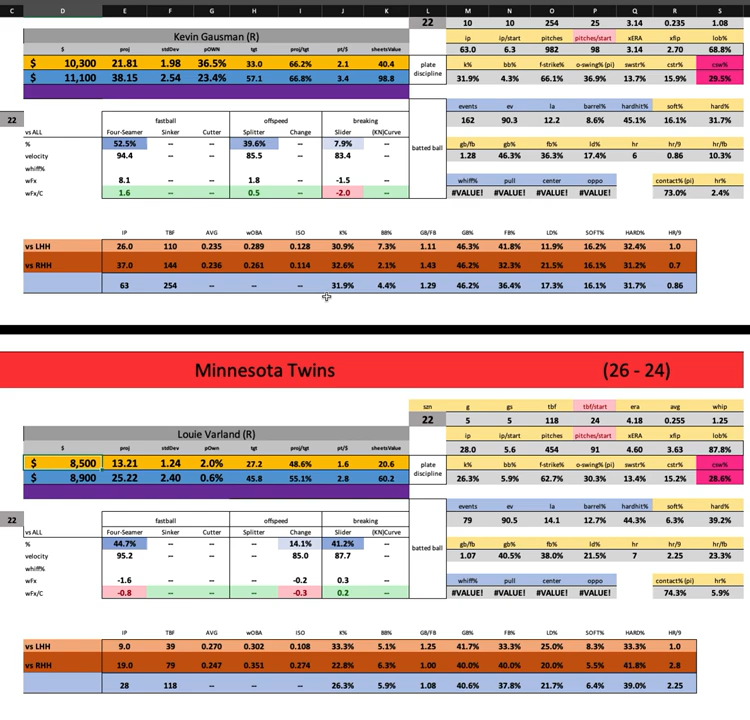 C D E F G H I J K L M N O P Q R S
22 10 10 254 25 3.14 0.235 1.08
Kevin Gausman (R) ip ip/start pitches pitches/start xERA xfip lob%
$ proj stdDev pOWN tgt proj/tgt pt/$ sheetsValue 63.0 6.3 982 98 3.14 2.70 68.8%
$ 10,300 21.81 1.98 36.5% 33.0 66.2% 2.1 40.4 plate discipline k% bb% f-strike% o-swing% (pi) swstr% cstr% csw%
$ 11,100 38.15 2.54 23.4% 57.1 66.8% 3.4 98.8 31.9% 4.3% 66.1% 36.9% 13.7% 15.9% 29.5%
events ev la barrel% hardhit% soft% hard%
22 fastball offspeed breaking 162 90.3 12.2 8.6% 45.1% 16.1% 31.7%
vs ALL Four-Seamer Sinker Cutter Splitter Change Slider (KN)Curve
% 52.5% -- -- 39.6% -- 7.9% -- batted ball gb/fb gb% fb% ld% hr hr/9 hr/fb
velocity 94.4 -- -- 85.5 -- 83.4 -- 1.28 46.3% 36.3% 17.4% 6 0.86 10.3%
whiff%
wFx 8.1 -- -- 1.8 -- -1.5 -- whiff% pull center oppo contact% (pi) hr%
wFx/C 1.6 -- -- 0.5 -- -2.0 -- #VALUE! #VALUE! #VALUE! #VALUE! 73.0% 2.4%
IP TBF AVG wOBA ISO K% BB% GB/FB GB% FB% LD% SOFT% HARD% HR/9
vs LHH 26.0 110 0.235 0.289 0.128 30.9% 7.3% 1.11 46.3% 41.8% 11.9% 16.2% 32.4% 1.0
vs RHH 37.0 144 0.236 0.261 0.114 32.6% 2.1% 1.43 46.2% 32.3% 21.5% 16.1% 31.2% 0.7
63 254 -- -- -- 31.9% 4.4% 1.29 46.2% 36.4% 17.3% 16.1% 31.7% 0.86
Minnesota Twins (26 - 24)
szn g gs tbf tbf/start era avg whip
22 5 5 118 24 4.18 0.255 1.25
Louie Varland (R) ip ip/start pitches pitches/start xERA xfip lob%
$ proj stdDev pOwn tgt proj/tgt pt/$ sheetsValue 28.0 5.6 454 91 4.60 3.63 87.8%
$ 8,500 13.21 1.24 2.0% 27.2 48.6% 1.6 20.6 plate discipline k% bb% f-strike% o-swing% (pi) swstr% cstr% csw%
$ 8,900 25.22 2.40 0.6% 45.8 55.1% 2.8 60.2 26.3% 5.9% 62.7% 30.3% 13.4% 15.2% 28.6%
events ev la barrel% hardhit% soft% hard%
22 fastball offspeed breaking 79 90.5 14.1 12.7% 44.3% 6.3% 39.2%
vs ALL Four-Seamer Sinker Cutter Splitter Change Slider (KN)Curve
% 44.7% -- -- -- 14.1% 41.2% -- batted ball gb/fb gb% fb% ld% hr hr/9 hr/fb
velocity 95.2 -- -- -- 85.0 87.7 -- 1.07 40.5% 38.0% 21.5% 7 2.25 23.3%
whiff%
wFx -1.6 -- -- -- -0.2 0.3 -- whiff% pull center oppo contact% (pi) hr%
wFx/C -0.8 -- -- -- -0.3 0.2 -- #VALUE! #VALUE! #VALUE! #VALUE! 74.3% 5.9%
IP TBF AVG wOBA ISO K% BB% GB/FB GB% FB% LD% SOFT% HARD% HR/9
vs LHH 9.0 39 0.270 0.302 0.108 33.3% 5.1% 1.25 41.7% 33.3% 25.0% 8.3% 33.3% 1.0
vs RHH 19.0 79 0.247 0.351 0.274 22.8% 6.3% 1.00 40.0% 40.0% 20.0% 5.5% 41.8% 2.8
28 118 -- -- -- 26.3% 5.9% 1.08 40.6% 37.8% 21.7% 6.4% 39.0% 2.25